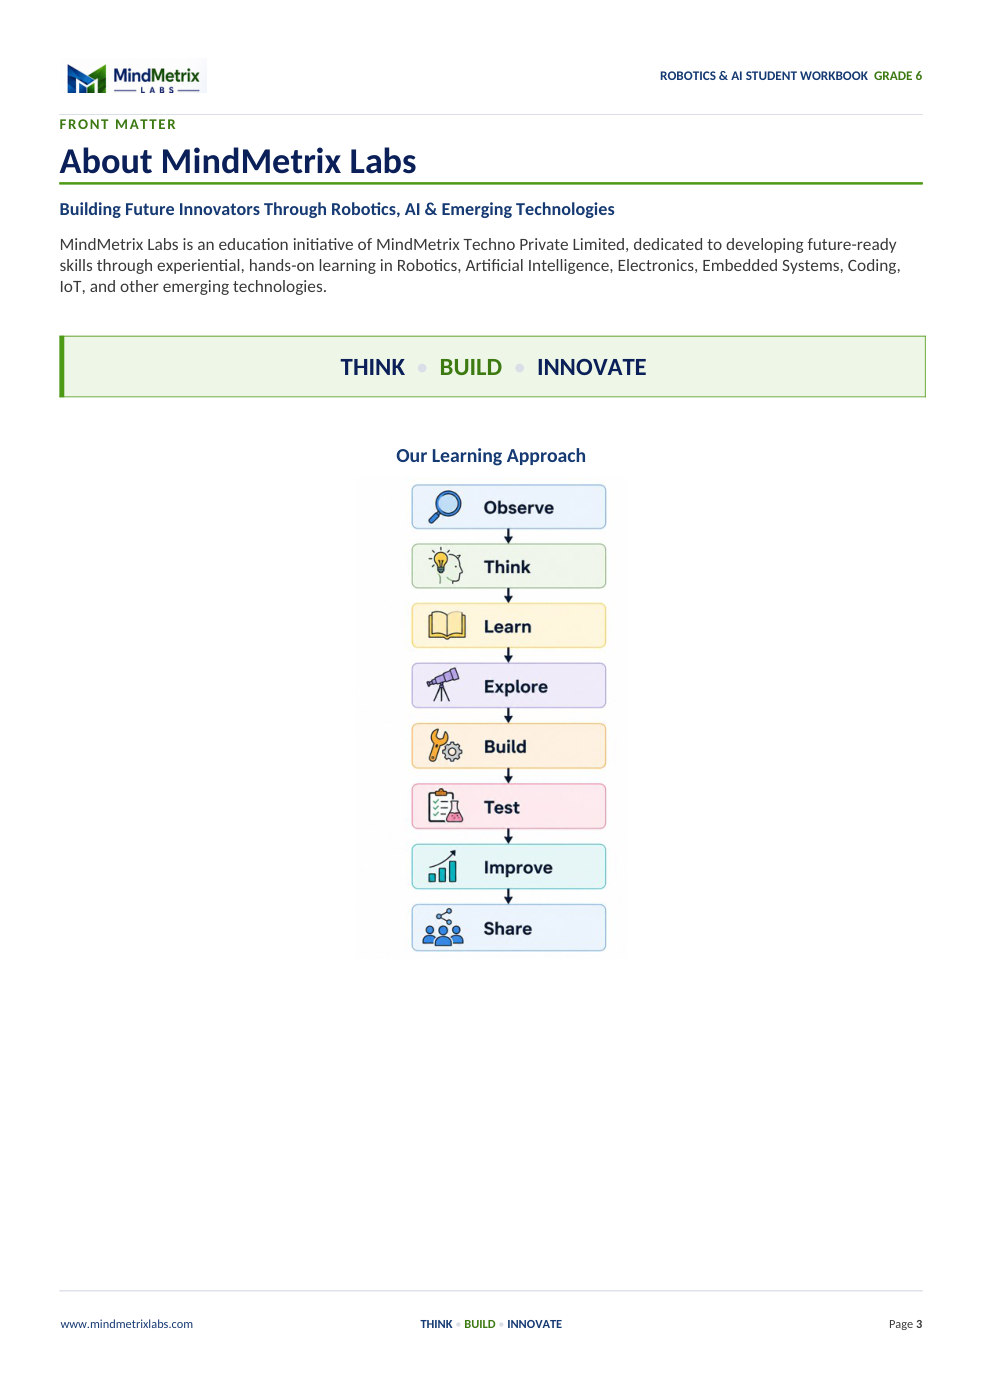 MindMetrix
LABS
ROBOTICS & AI STUDENT WORKBOOK GRADE 6
FRONT MATTER
About MindMetrix Labs
Building Future Innovators Through Robotics, AI & Emerging Technologies
MindMetrix Labs is an education initiative of MindMetrix Techno Private Limited, dedicated to developing future-ready
skills through experiential, hands-on learning in Robotics, Artificial Intelligence, Electronics, Embedded Systems, Coding,
IoT, and other emerging technologies.
THINK • BUILD • INNOVATE
Our Learning Approach
Observe
Think
Learn
Explore
Build
Test
Improve
Share
www.mindmetrixlabs.com
THINK • BUILD • INNOVATE
Page 3